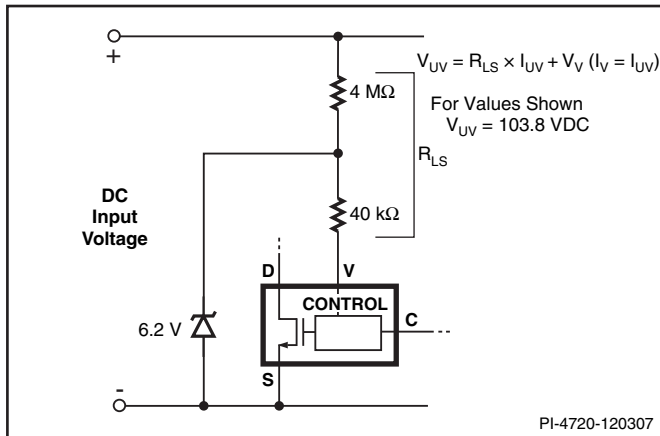 +
V_UV = R_LS × I_UV + V_V (I_V = I_UV)
4 MΩ
For Values Shown
V_UV = 103.8 VDC
R_LS
DC
Input
Voltage
40 kΩ
D
V
CONTROL
C
6.2 V
S
-
PI-4720-120307